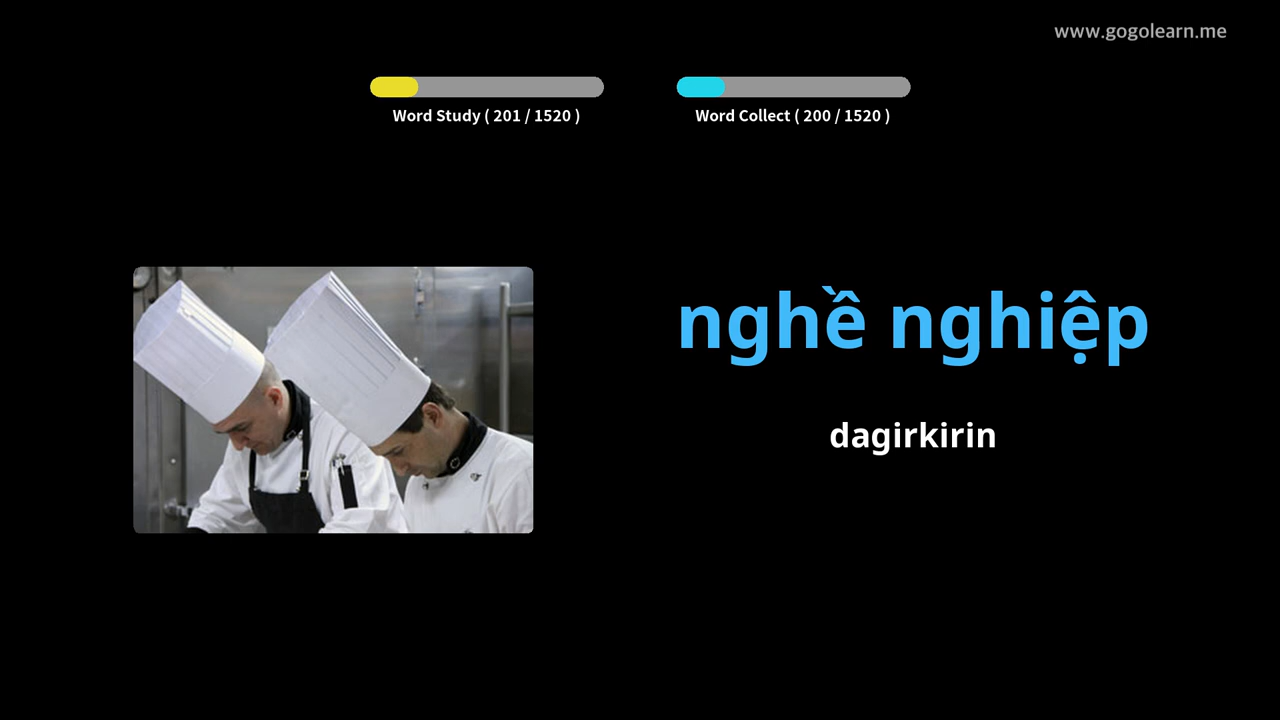 www.gogolearn.me
Word Study ( 201 / 1520 )
Word Collect ( 200 / 1520 )
nghề nghiệp
dagirkirin